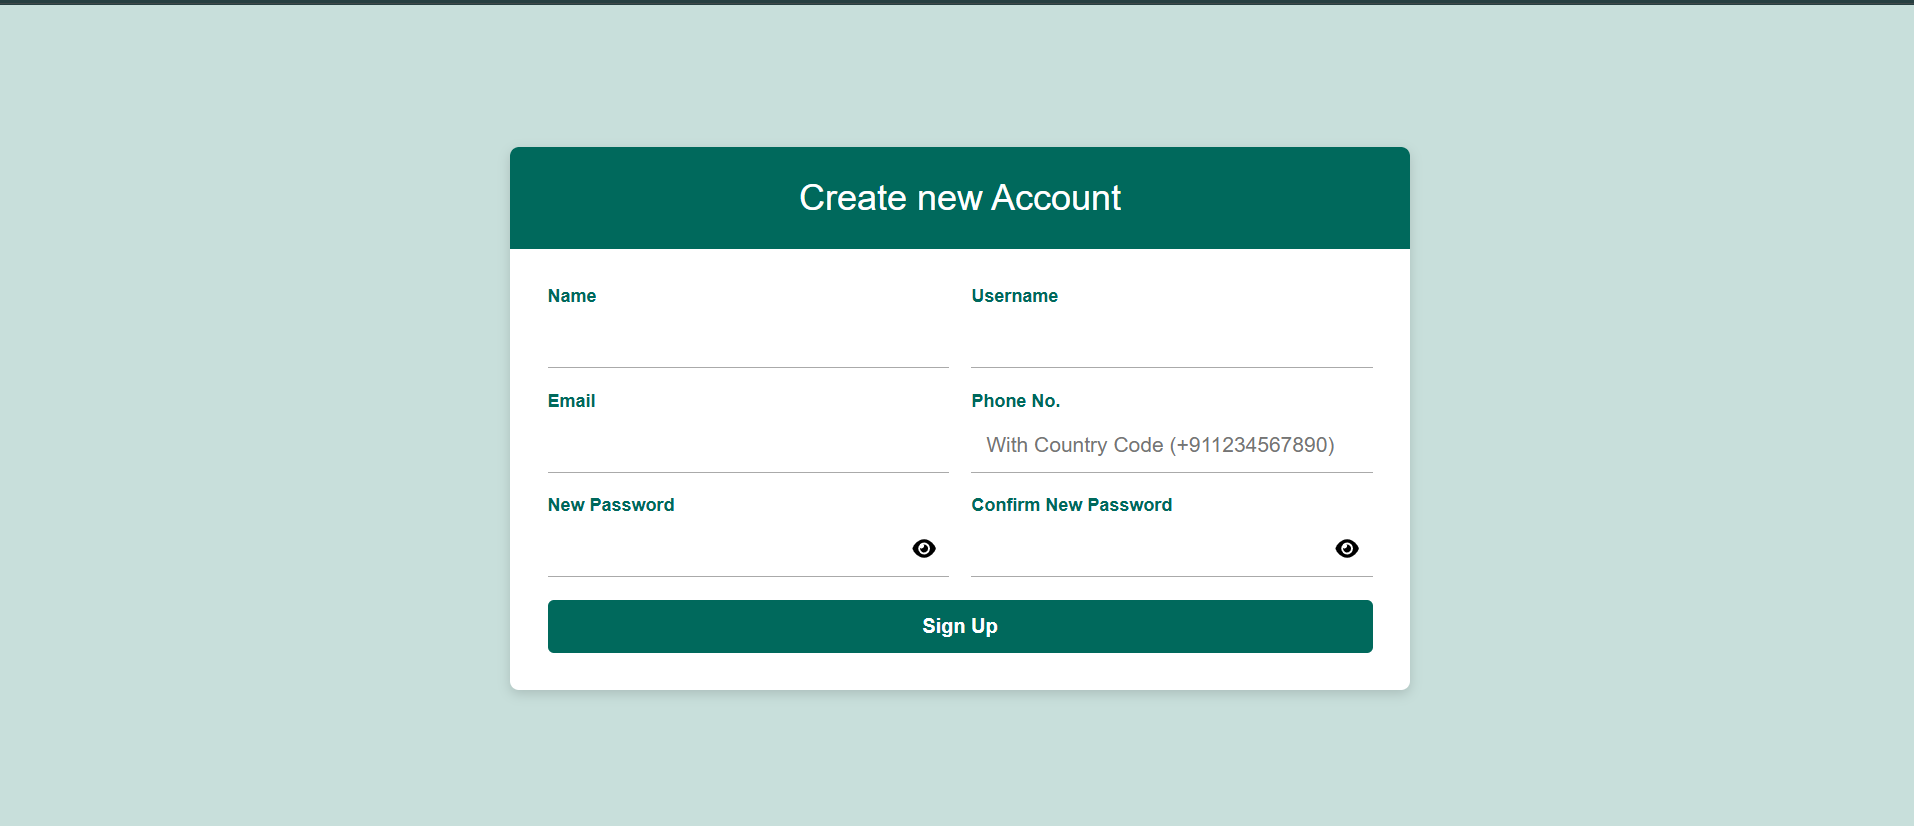 Create new Account
Name
Username
Email
Phone No.
With Country Code (+911234567890)
New Password
Confirm New Password
Sign Up